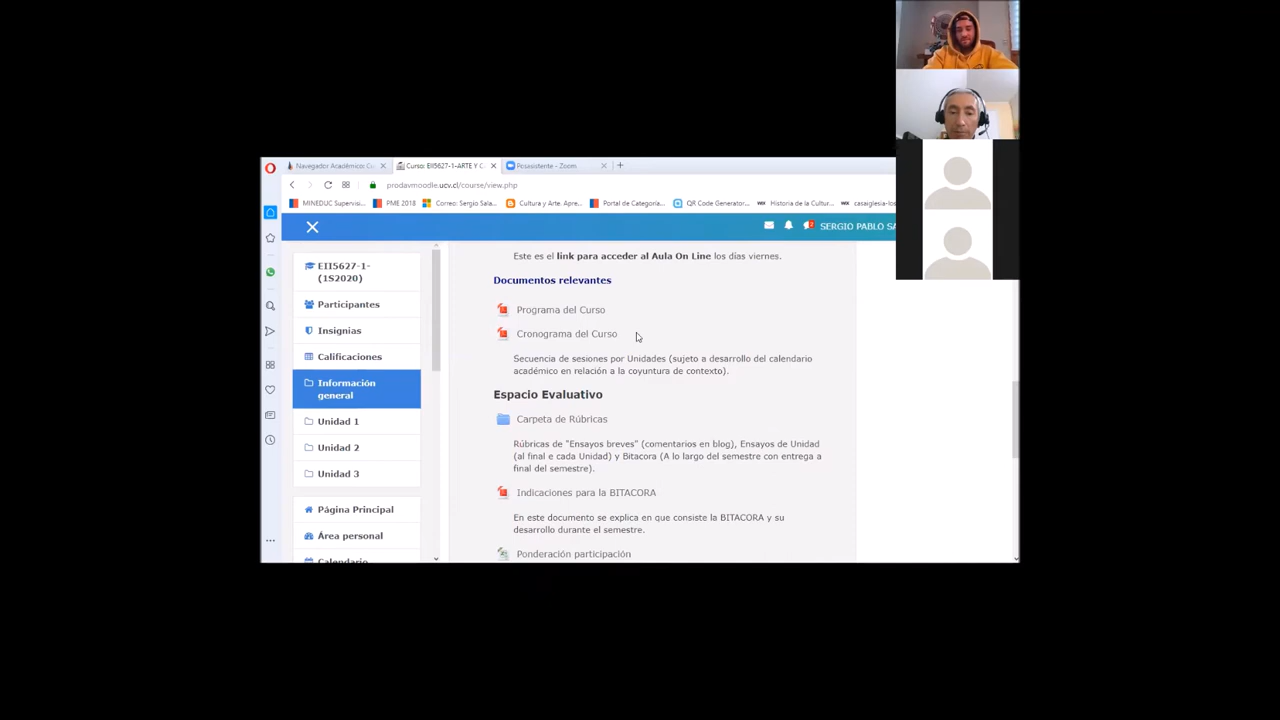 Navegador Académico: C
Curso: EII5627-1-ARTE Y C
Posasistente - Zoom
prodavmoodle.ucv.cl/course/view.php
MINEDUC Supervisi...
PME 2018
Correo: Sergio Sala...
Cultura y Arte. Apre...
Portal de Categoría...
QR Code Generator...
Historia de la Cultur...
casaiglesia-los
SERGIO PABLO SA
EII5627-1-
(1S2020)
Participantes
Insignias
Calificaciones
Información
general
Unidad 1
Unidad 2
Unidad 3
Página Principal
Área personal
Calendario
Este es el link para acceder al Aula On Line los días viernes.
Documentos relevantes
Programa del Curso
Cronograma del Curso
Secuencia de sesiones por Unidades (sujeto a desarrollo del calendario
académico en relación a la coyuntura de contexto).
Espacio Evaluativo
Carpeta de Rúbricas
Rúbricas de "Ensayos breves" (comentarios en blog), Ensayos de Unidad
(al final e cada Unidad) y Bitacora (A lo largo del semestre con entrega a
final del semestre).
Indicaciones para la BITACORA
En este documento se explica en que consiste la BITACORA y su
desarrollo durante el semestre.
Ponderación participación